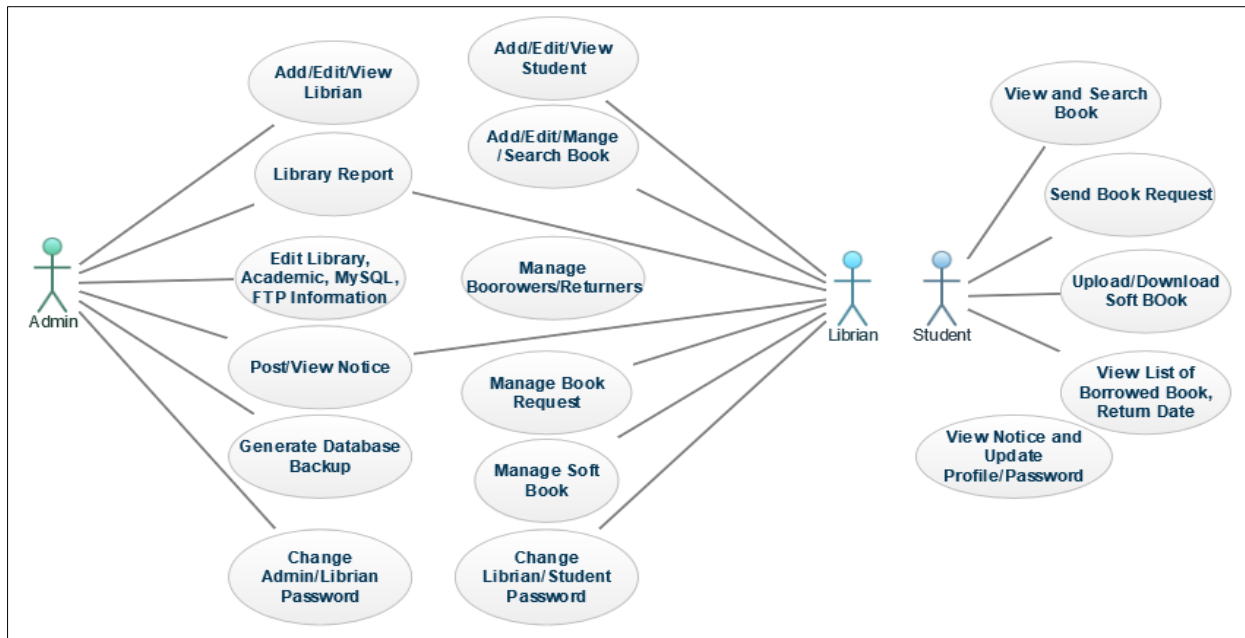 Add/Edit/View
Librian
Library Report
Edit Library,
Academic, MySQL,
FTP Information
Post/View Notice
Generate Database
Backup
Change
Admin/Librian
Password
Admin
Add/Edit/View
Student
Add/Edit/Mange
/Search Book
Manage
Boorowers/Returners
Manage Book
Request
Manage Soft
Book
Change
Librian/Student
Password
Librian
Student
View and Search
Book
Send Book Request
Upload/Download
Soft BOok
View List of
Borrowed Book,
Return Date
View Notice and
Update
Profile/Password